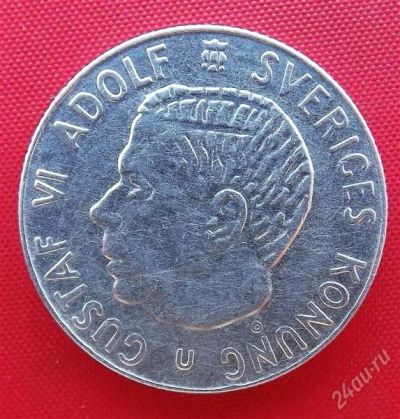 GUSTAF VI ADOLF SVERIGES KONUNG
U
24au.ru